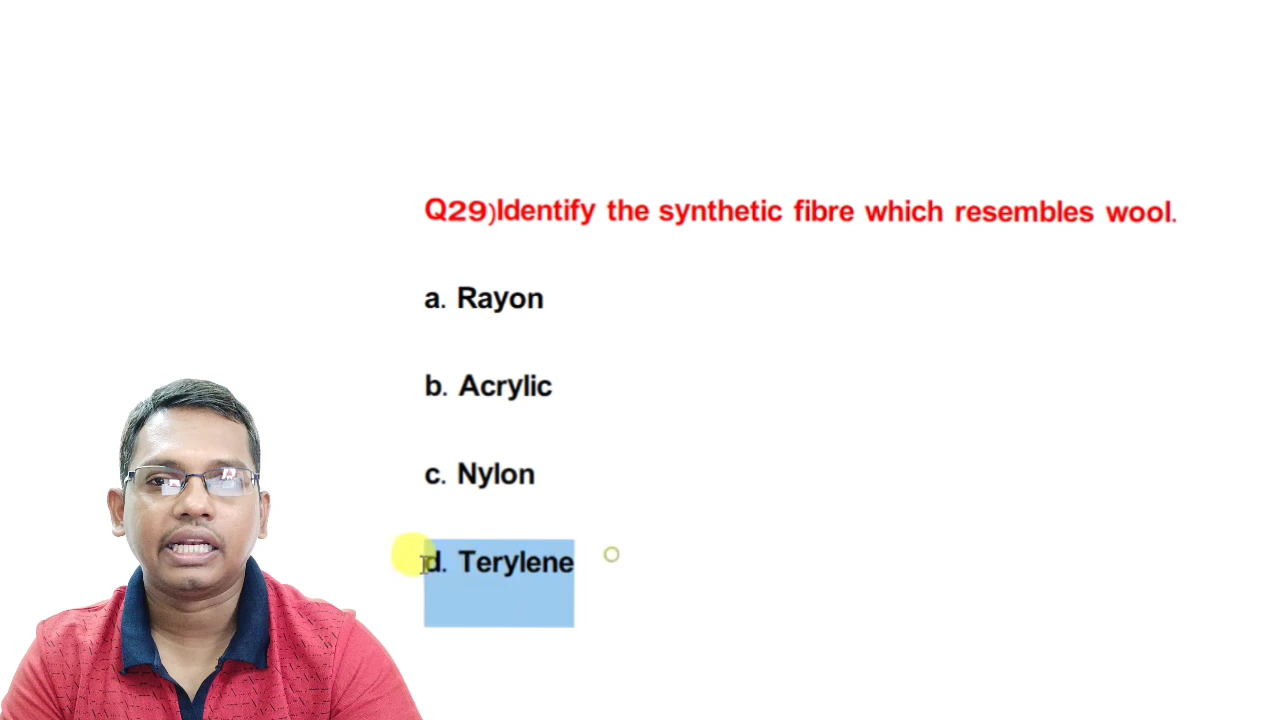 Q29)Identify the synthetic fibre which resembles wool.
a. Rayon
b. Acrylic
c. Nylon
d. Terylene